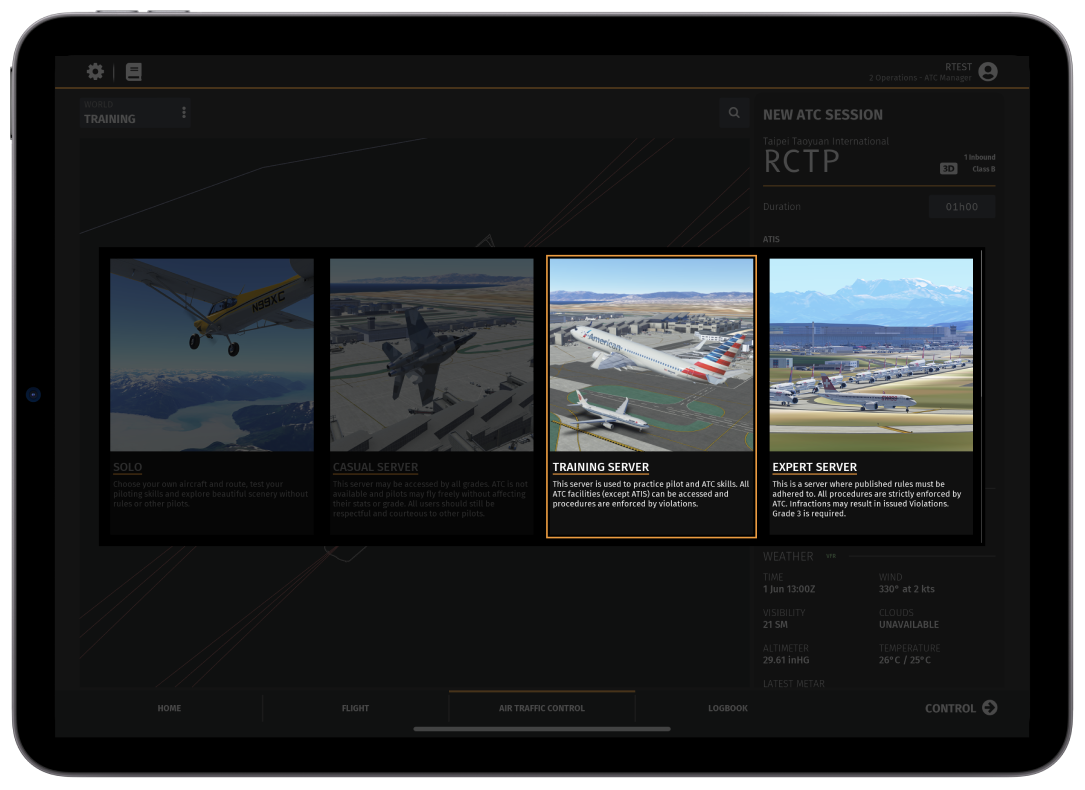 RTEST
2 Operations - ATC Manager
WORLD
TRAINING
NEW ATC SESSION
Taipei Taoyuan International
RCTP
3D
1 Inbound
Class B
Duration
01h00
ATIS
N99XC
American
SOLO
Choose your own aircraft and route, test your
piloting skills and explore beautiful scenery without
rules or other pilots.
CASUAL SERVER
This server may be accessed by all grades. ATC is not
available and pilots may fly freely without affecting
their stats or grade. All users should still be
respectful and courteous to other pilots.
TRAINING SERVER
This server is used to practice pilot and ATC skills. All
ATC facilities (except ATIS) can be accessed and
procedures are enforced by violations.
EXPERT SERVER
This is a server where published rules must be
adhered to. All procedures are strictly enforced by
ATC. Infractions may result in issued Violations.
Grade 3 is required.
WEATHER
TIME
1 Jun 13:00Z
WIND
330° at 2 kts
VISIBILITY
21 SM
CLOUDS
UNAVAILABLE
ALTIMETER
29.61 inHG
TEMPERATURE
26°C / 25°C
LATEST METAR
HOME
FLIGHT
AIR TRAFFIC CONTROL
LOGBOOK
CONTROL